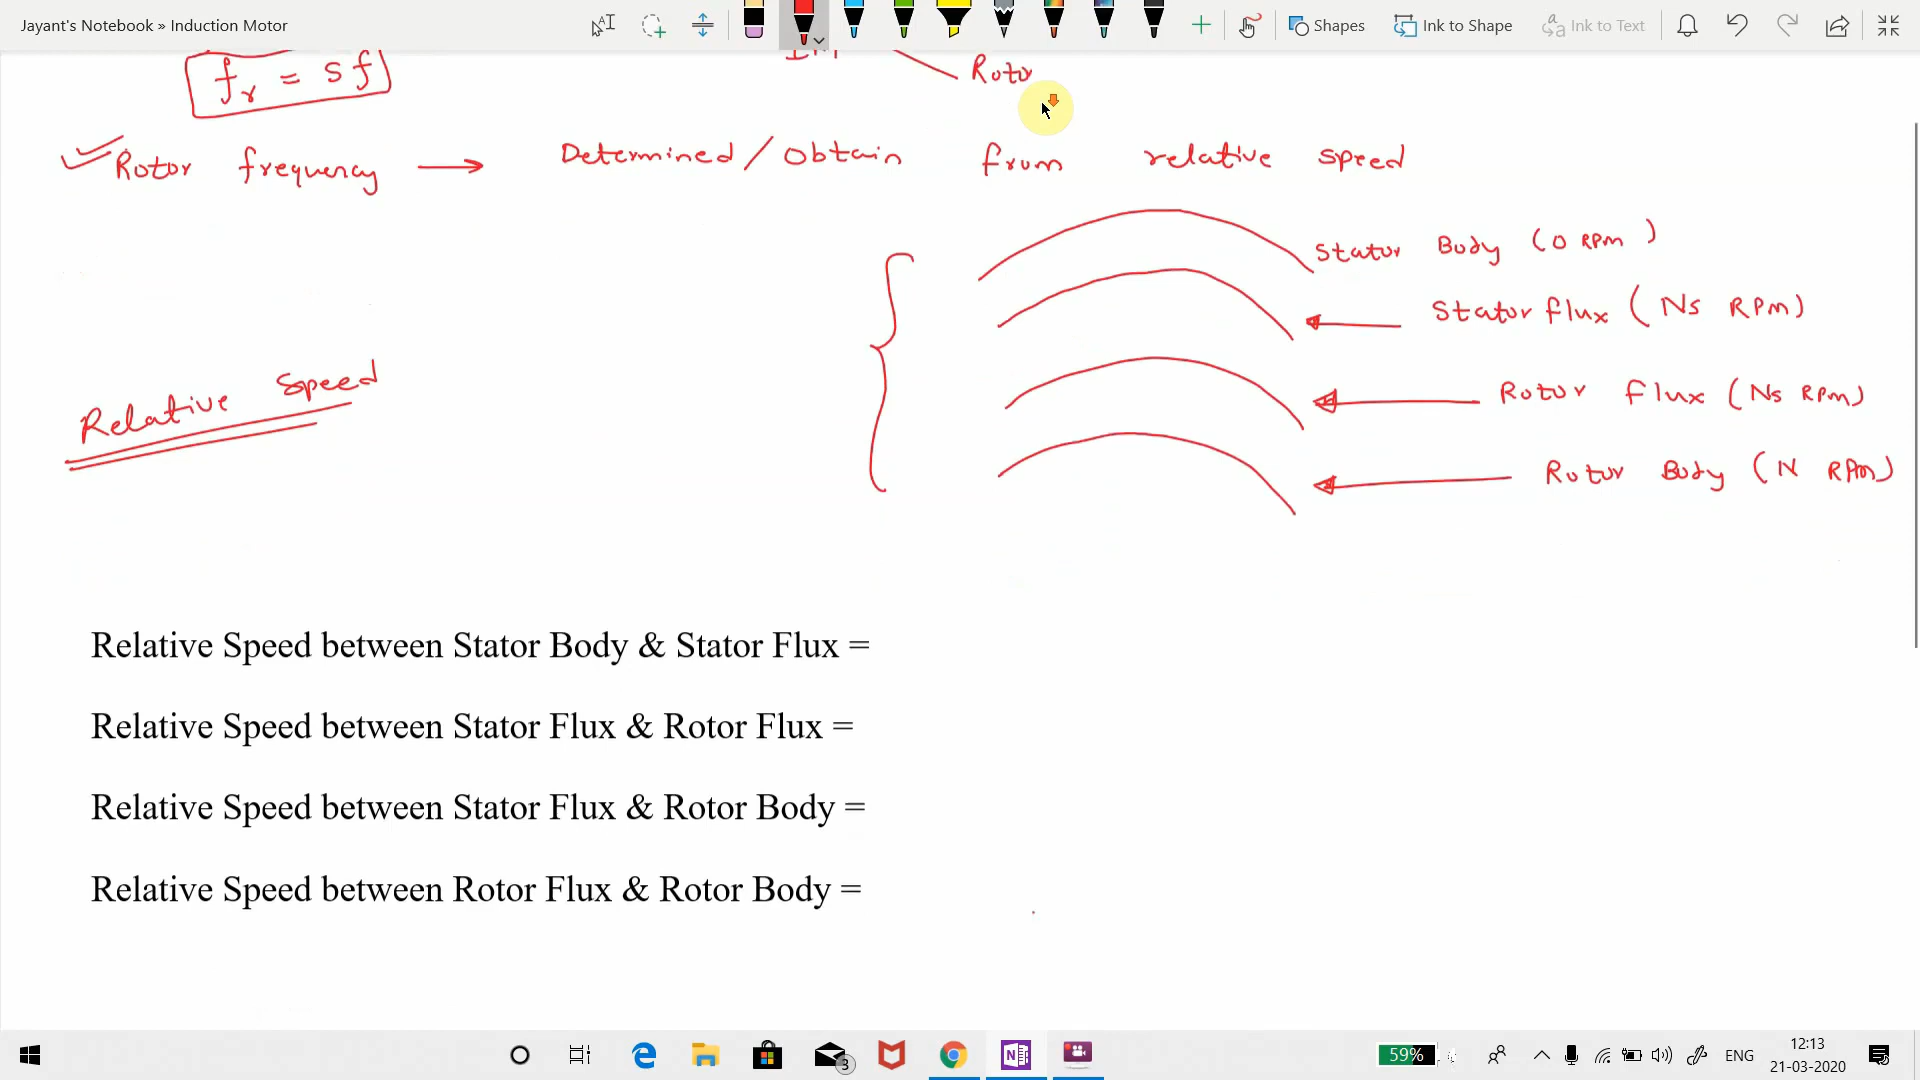 Jayant's Notebook » Induction Motor
Shapes
Ink to Shape
Ink to Text
fr = sf
Rotor
Rotor frequency → Determined/Obtain from relative speed
Stator Body (0 RPM)
Stator flux (Ns RPM)
Relative Speed
Rotor flux (Ns RPM)
Rotor Body (N RPM)
Relative Speed between Stator Body & Stator Flux =
Relative Speed between Stator Flux & Rotor Flux =
Relative Speed between Stator Flux & Rotor Body =
Relative Speed between Rotor Flux & Rotor Body =
3
59%
ENG
12:13
21-03-2020